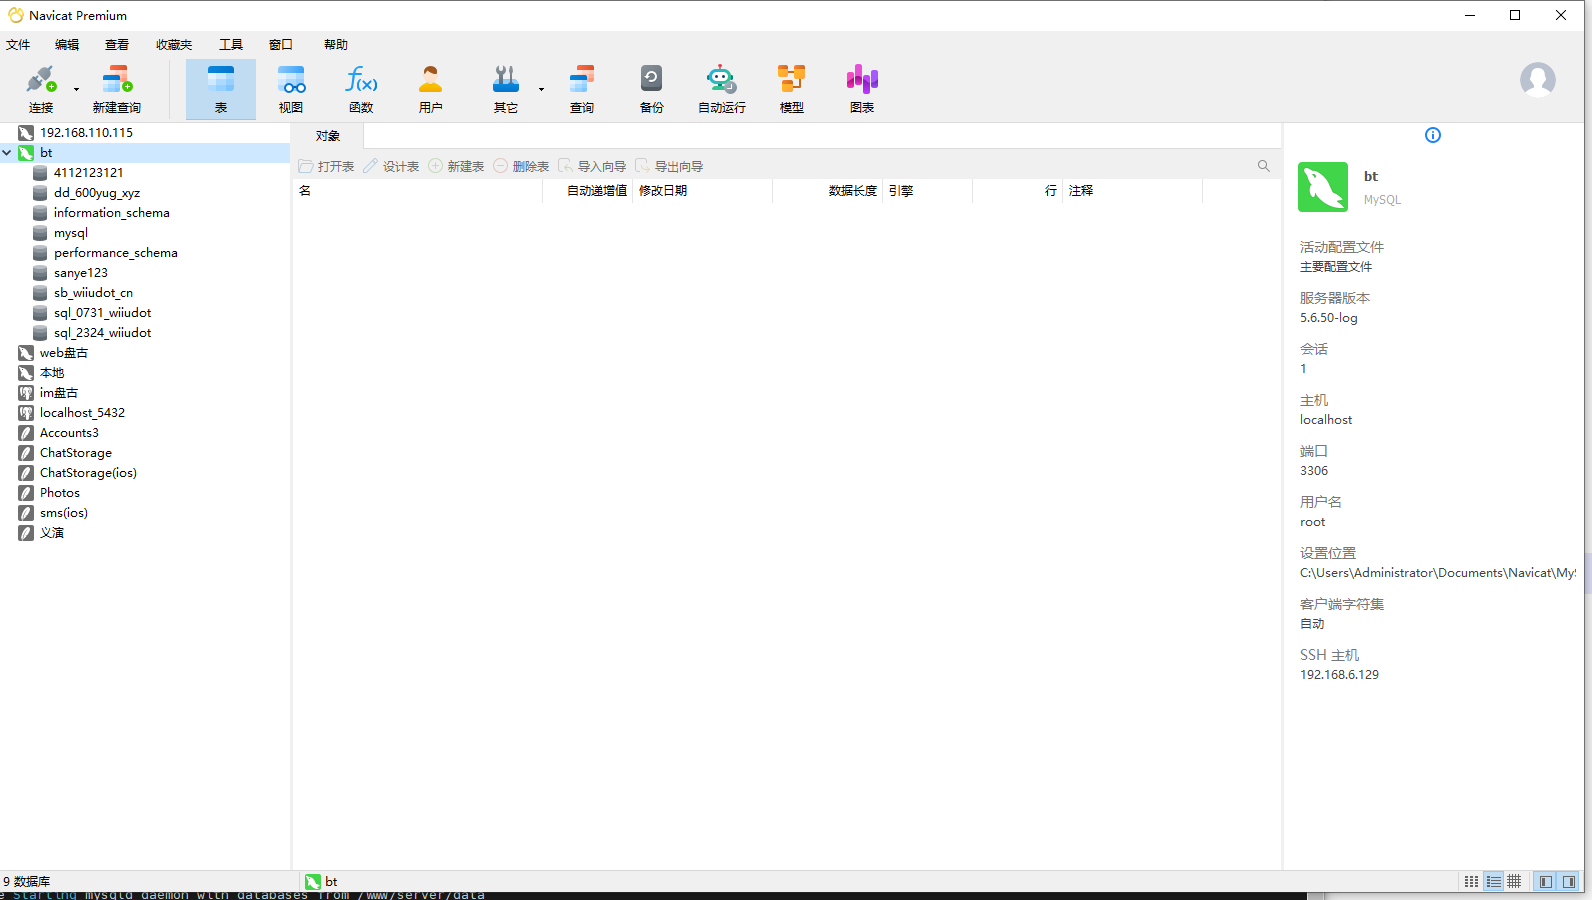 Navicat Premium
文件 编辑 查看 收藏夹 工具 窗口 帮助
连接 新建查询 表 视图 函数 用户 其它 查询 备份 自动运行 模型 图表
192.168.110.115
bt
4112123121
dd_600yug_xyz
information_schema
mysql
performance_schema
sanye123
sb_wiiudot_cn
sql_0731_wiiudot
sql_2324_wiiudot
web盘古
本地
im盘古
localhost_5432
Accounts3
ChatStorage
ChatStorage(ios)
Photos
sms(ios)
义演
对象
打开表 设计表 新建表 删除表 导入向导 导出向导
名 自动递增值 修改日期 数据长度 引擎 行 注释
bt
MySQL
活动配置文件
主要配置文件
服务器版本
5.6.50-log
会话
1
主机
localhost
端口
3306
用户名
root
设置位置
C:\Users\Administrator\Documents\Navicat\My
客户端字符集
自动
SSH 主机
192.168.6.129
9 数据库 bt
Starting mysqld daemon with databases from /www/server/data